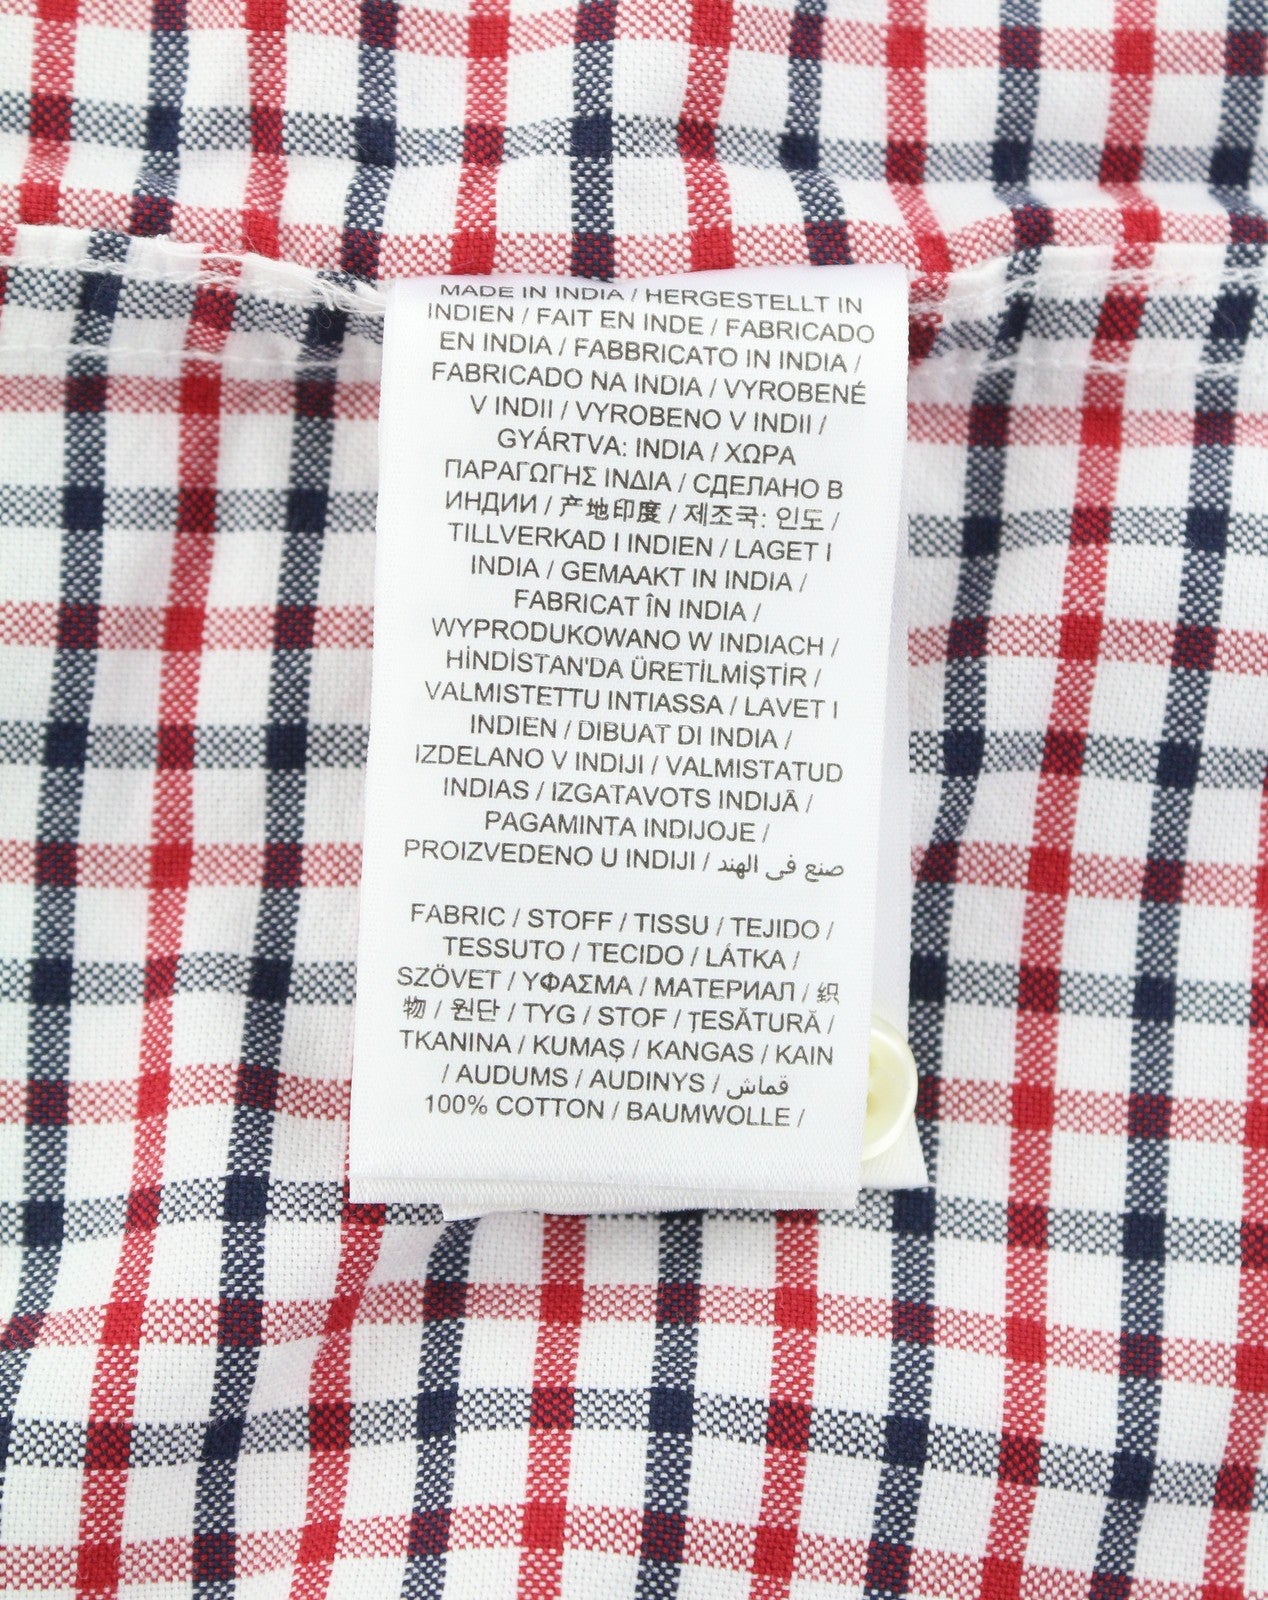 MADE IN INDIA / HERGESTELLT IN
INDIEN / FAIT EN INDE / FABRICADO
EN INDIA / FABBRICATO IN INDIA /
FABRICADO NA INDIA / VYROBENÉ
V INDII / VYROBENO V INDII /
GYÁRTVA: INDIA / ΧΩΡΑ
ΠΑΡΑΓΩΓΗΣ ΙΝΔΙΑ / СДЕЛАНО В
ИНДИИ / 产地印度 / 제조국: 인도 /
TILLVERKAD I INDIEN / LAGET I
INDIA / GEMAAKT IN INDIA /
FABRICAT ÎN INDIA /
WYPRODUKOWANO W INDIACH /
HİNDİSTAN'DA ÜRETİLMİŞTİR /
VALMISTETTU INTIASSA / LAVET I
INDIEN / DIBUAT DI INDIA /
IZDELANO V INDIJI / VALMISTATUD
INDIAS / IZGATAVOTS INDIJĀ /
PAGAMINTA INDIJOJE /
PROIZVEDENO U INDIJI / صنع في الهند
FABRIC / STOFF / TISSU / TEJIDO /
TESSUTO / TECIDO / LÁTKA /
SZÖVET / ΥΦΑΣΜΑ / МАТЕРИАЛ / 织
物 / 원단 / TYG / STOF / ŢESĂTURĂ /
TKANINA / KUMAŞ / KANGAS / KAIN
/ AUDUMS / AUDINYS / قماش
100% COTTON / BAUMWOLLE /